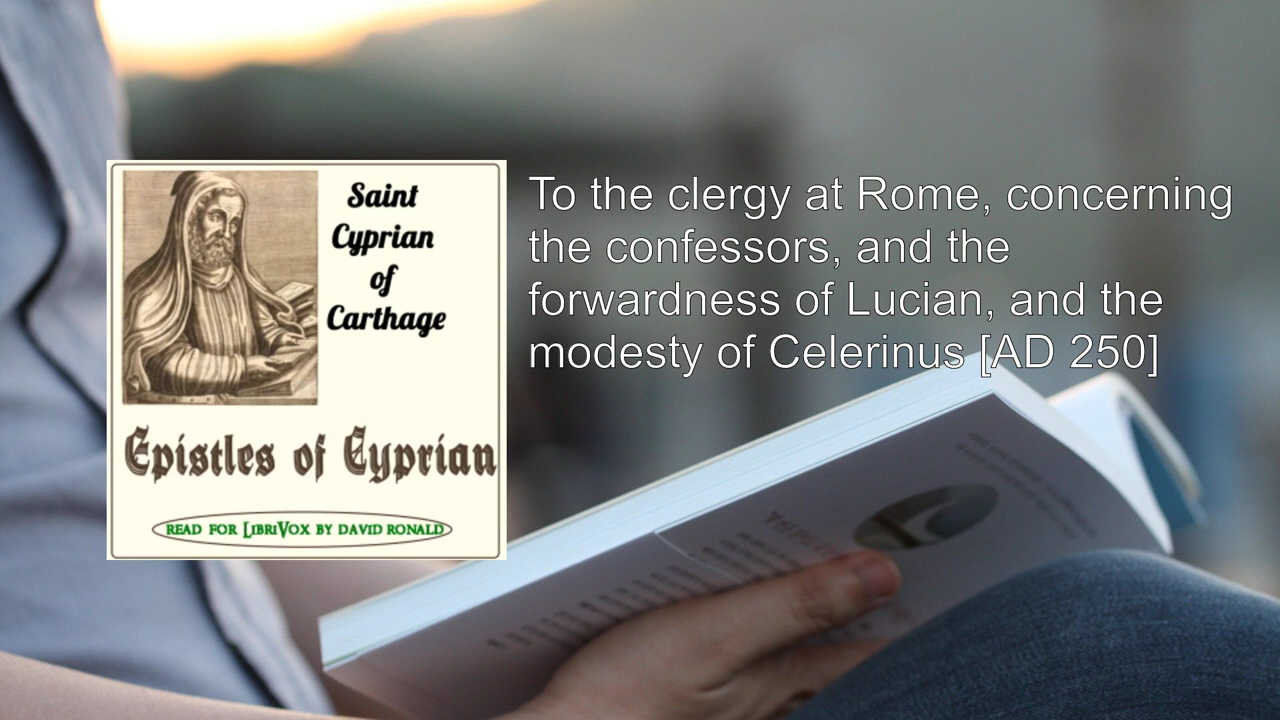 Saint
Cyprian
of
Carthage
Epistles of Cyprian
READ FOR LIBRIVOX BY DAVID RONALD
To the clergy at Rome, concerning
the confessors, and the
forwardness of Lucian, and the
modesty of Celerinus [AD 250]